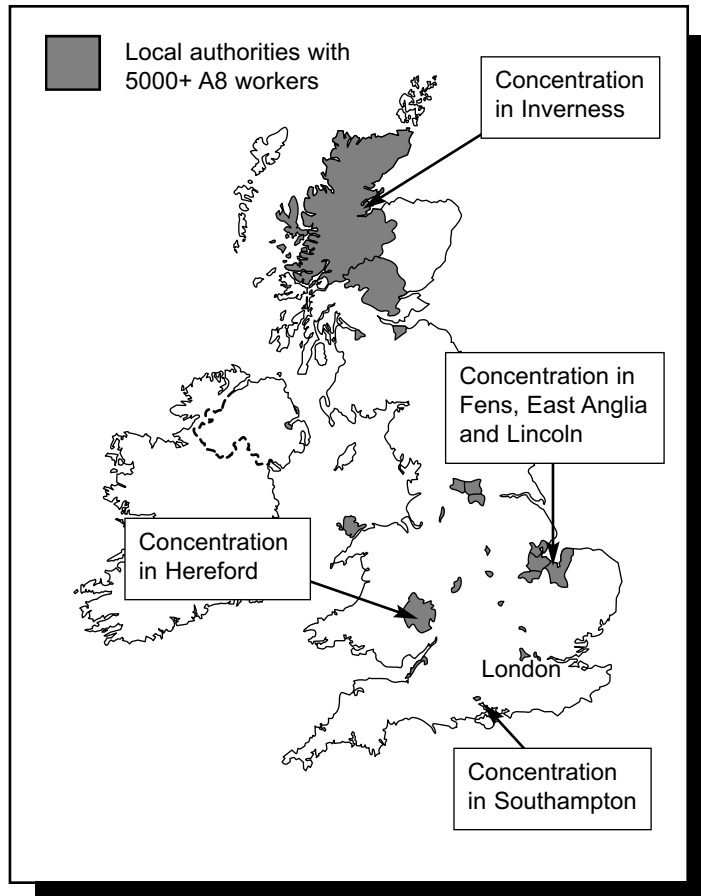 Local authorities with
5000+ A8 workers
Concentration
in Inverness
Concentration in
Fens, East Anglia
and Lincoln
Concentration
in Hereford
London
Concentration
in Southampton